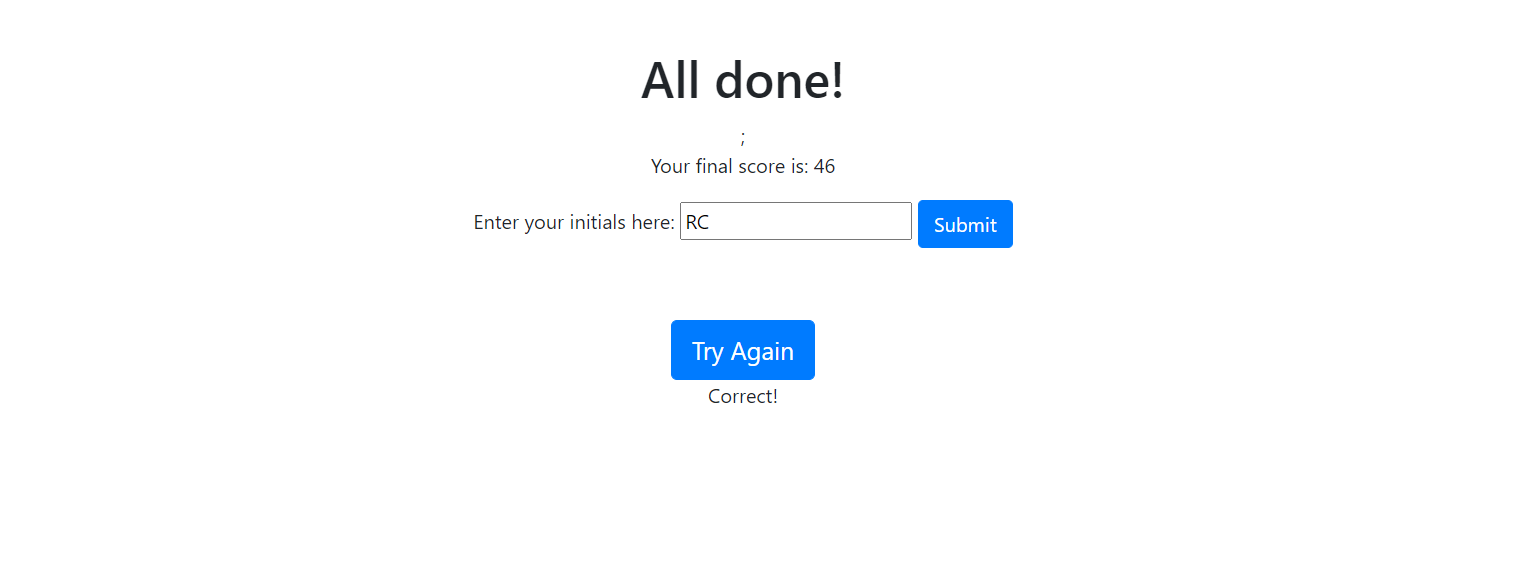 All done!
;
Your final score is: 46
Enter your initials here: RC Submit
Try Again
Correct!